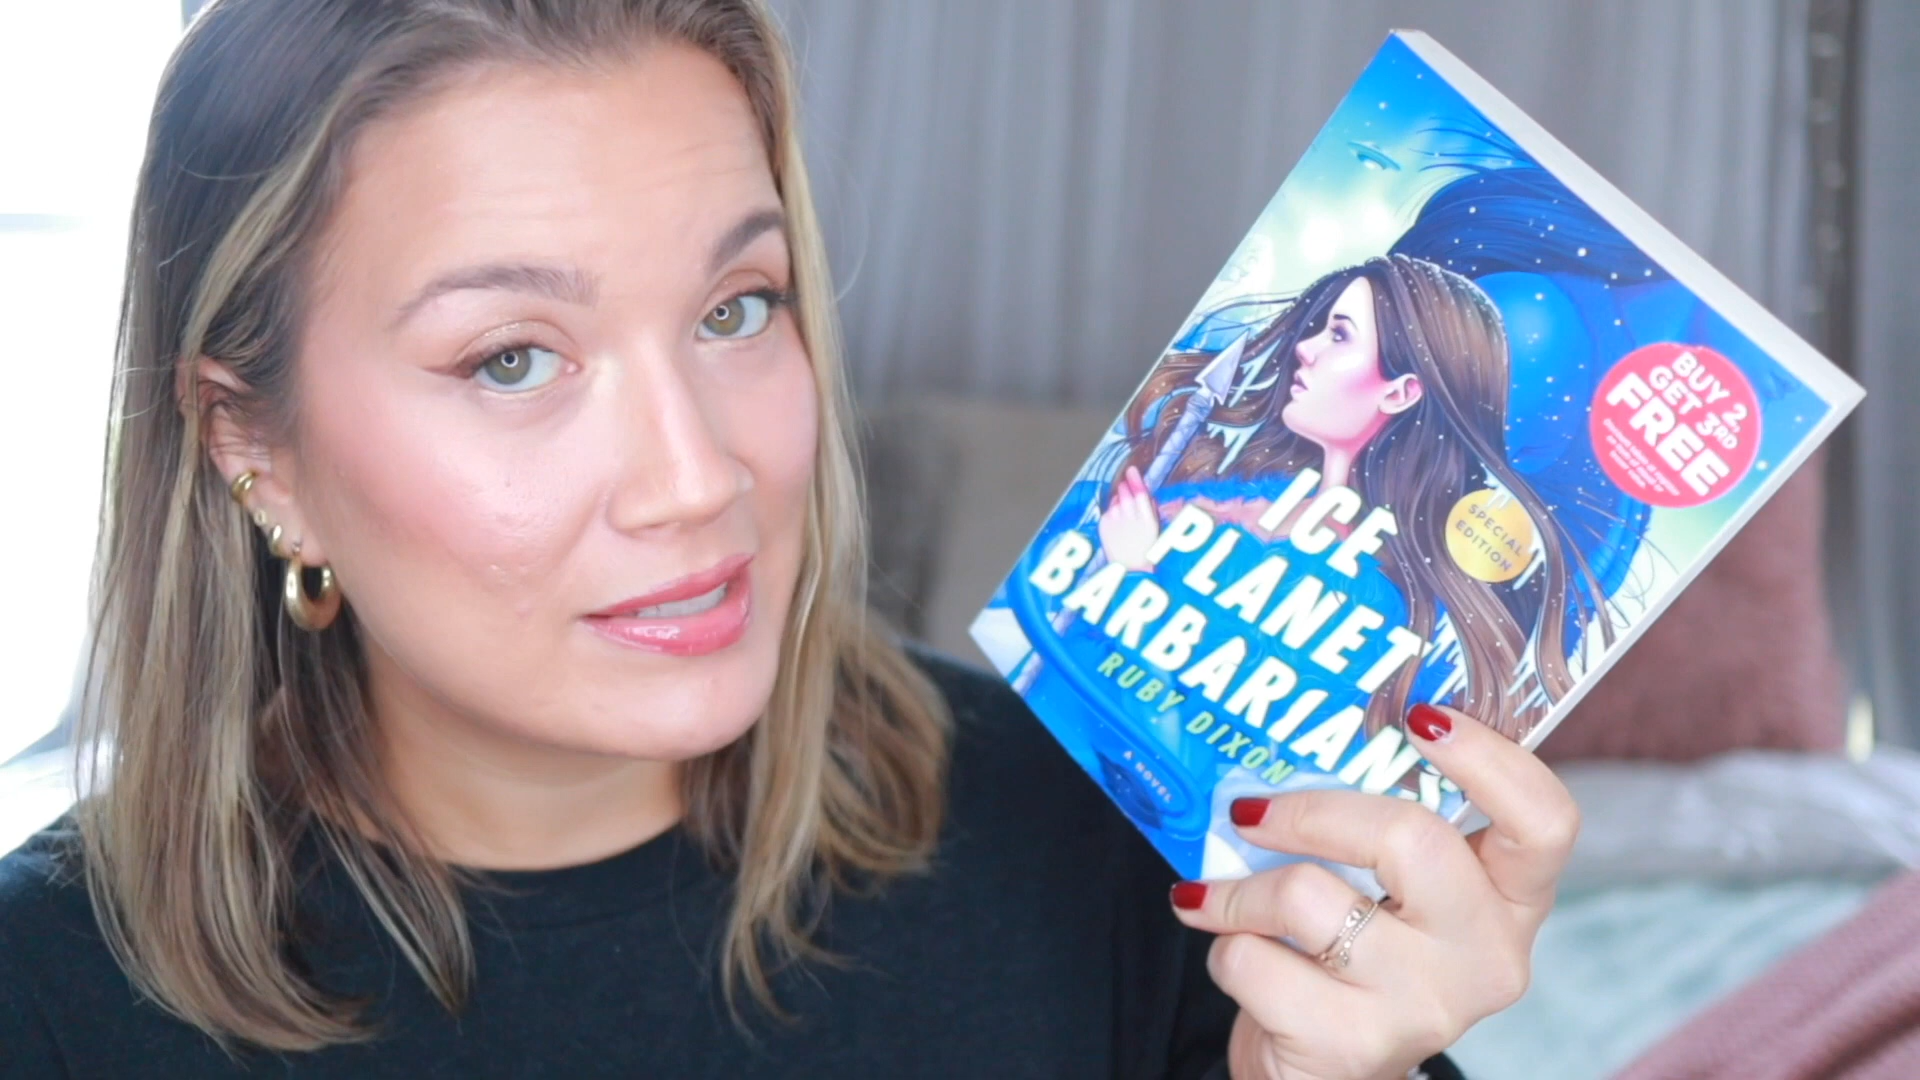 BUY 2,
GET 3RD
FREE
SPECIAL
EDITION
ICE
PLANET
BARBARIANS
RUBY DIXON
A NOVEL